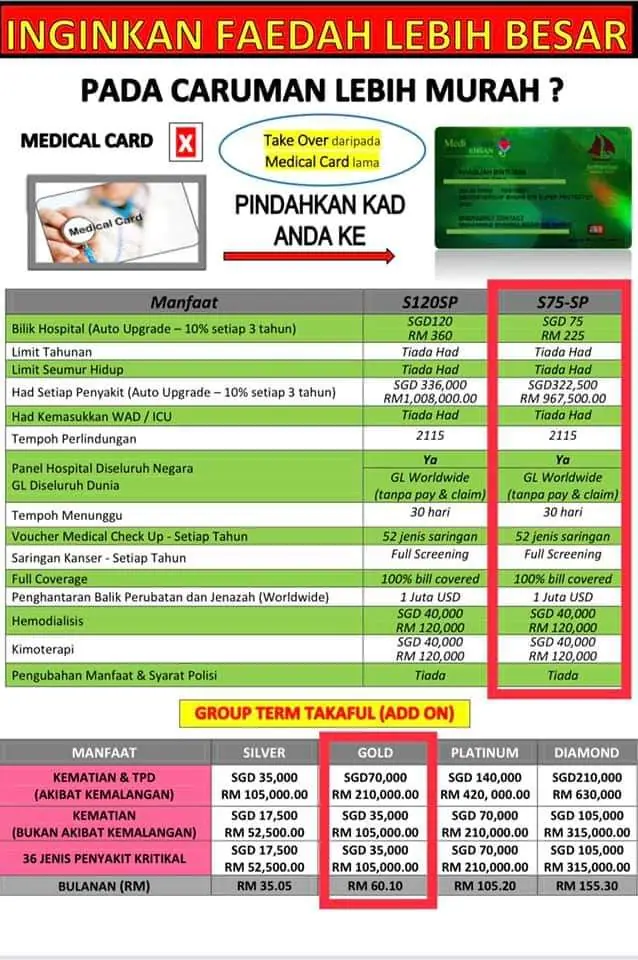 INGINKAN FAEDAH LEBIH BESAR
PADA CARUMAN LEBIH MURAH ?
MEDICAL CARD X
Take Over daripada
Medical Card lama
Medical Card
PINDAHKAN KAD
ANDA KE
Medi
Manfaat S120SP S75-SP
Bilik Hospital (Auto Upgrade – 10% setiap 3 tahun) SGD120 RM 360 SGD 75 RM 225
Limit Tahunan Tiada Had Tiada Had
Limit Seumur Hidup Tiada Had Tiada Had
Had Setiap Penyakit (Auto Upgrade – 10% setiap 3 tahun) SGD 336,000 RM1,008,000.00 SGD322,500 RM 967,500.00
Had Kemasukkan WAD / ICU Tiada Had Tiada Had
Tempoh Perlindungan 2115 2115
Panel Hospital Diseluruh Negara Ya Ya
GL Diseluruh Dunia GL Worldwide (tanpa pay & claim) GL Worldwide (tanpa pay & claim)
Tempoh Menunggu 30 hari 30 hari
Voucher Medical Check Up - Setiap Tahun 52 jenis saringan 52 jenis saringan
Saringan Kanser - Setiap Tahun Full Screening Full Screening
Full Coverage 100% bill covered 100% bill covered
Penghantaran Balik Perubatan dan Jenazah (Worldwide) 1 Juta USD 1 Juta USD
Hemodialisis SGD 40,000 RM 120,000 SGD 40,000 RM 120,000
Kimoterapi SGD 40,000 RM 120,000 SGD 40,000 RM 120,000
Pengubahan Manfaat & Syarat Polisi Tiada Tiada
GROUP TERM TAKAFUL (ADD ON)
MANFAAT SILVER GOLD PLATINUM DIAMOND
KEMATIAN & TPD SGD 35,000 SGD70,000 SGD 140,000 SGD210,000
(AKIBAT KEMALANGAN) RM 105,000.00 RM 210,000.00 RM 420, 000.00 RM 630,000
KEMATIAN SGD 17,500 SGD 35,000 SGD 70,000 SGD 105,000
(BUKAN AKIBAT KEMALANGAN) RM 52,500.00 RM 105,000.00 RM 210,000.00 RM 315,000.00
36 JENIS PENYAKIT KRITIKAL SGD 17,500 RM 52,500.00 SGD 35,000 RM 105,000.00 SGD 70,000 RM 210,000.00 SGD 105,000 RM 315,000.00
BULANAN (RM) RM 35.05 RM 60.10 RM 105.20 RM 155.30